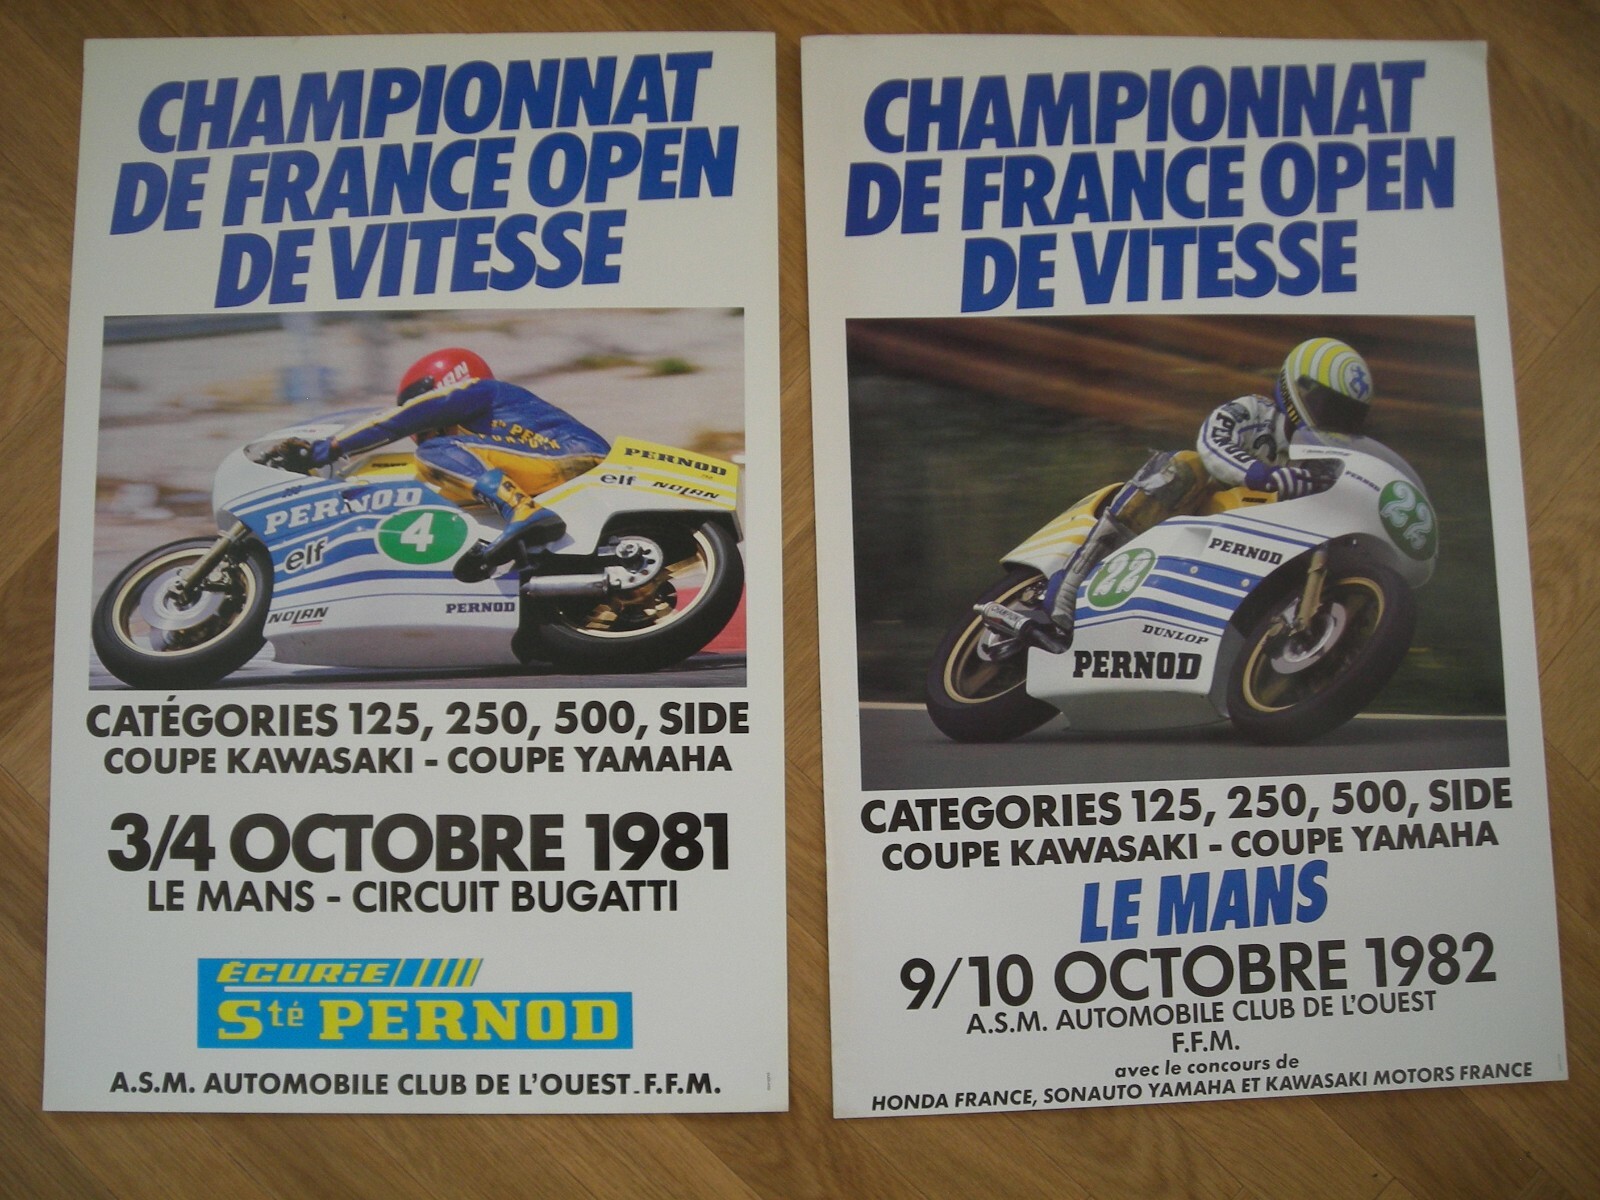 CHAMPIONNAT
DE FRANCE OPEN
DE VITESSE
PERNOD
elf NOLAN
PERNOD
4
elf
NOLAN
PERNOD
CATÉGORIES 125, 250, 500, SIDE
COUPE KAWASAKI - COUPE YAMAHA
3/4 OCTOBRE 1981
LE MANS - CIRCUIT BUGATTI
ÉCURIE
Sté PERNOD
A.S.M. AUTOMOBILE CLUB DE L'OUEST_F.F.M.
CHAMPIONNAT
DE FRANCE OPEN
DE VITESSE
PERNOD
PERNOD
22
PERNOD
22
DUNLOP
PERNOD
CATEGORIES 125, 250, 500, SIDE
COUPE KAWASAKI - COUPE YAMAHA
LE MANS
9/10 OCTOBRE 1982
A.S.M. AUTOMOBILE CLUB DE L'OUEST
F.F.M.
avec le concours de
HONDA FRANCE, SONAUTO YAMAHA ET KAWASAKI MOTORS FRANCE